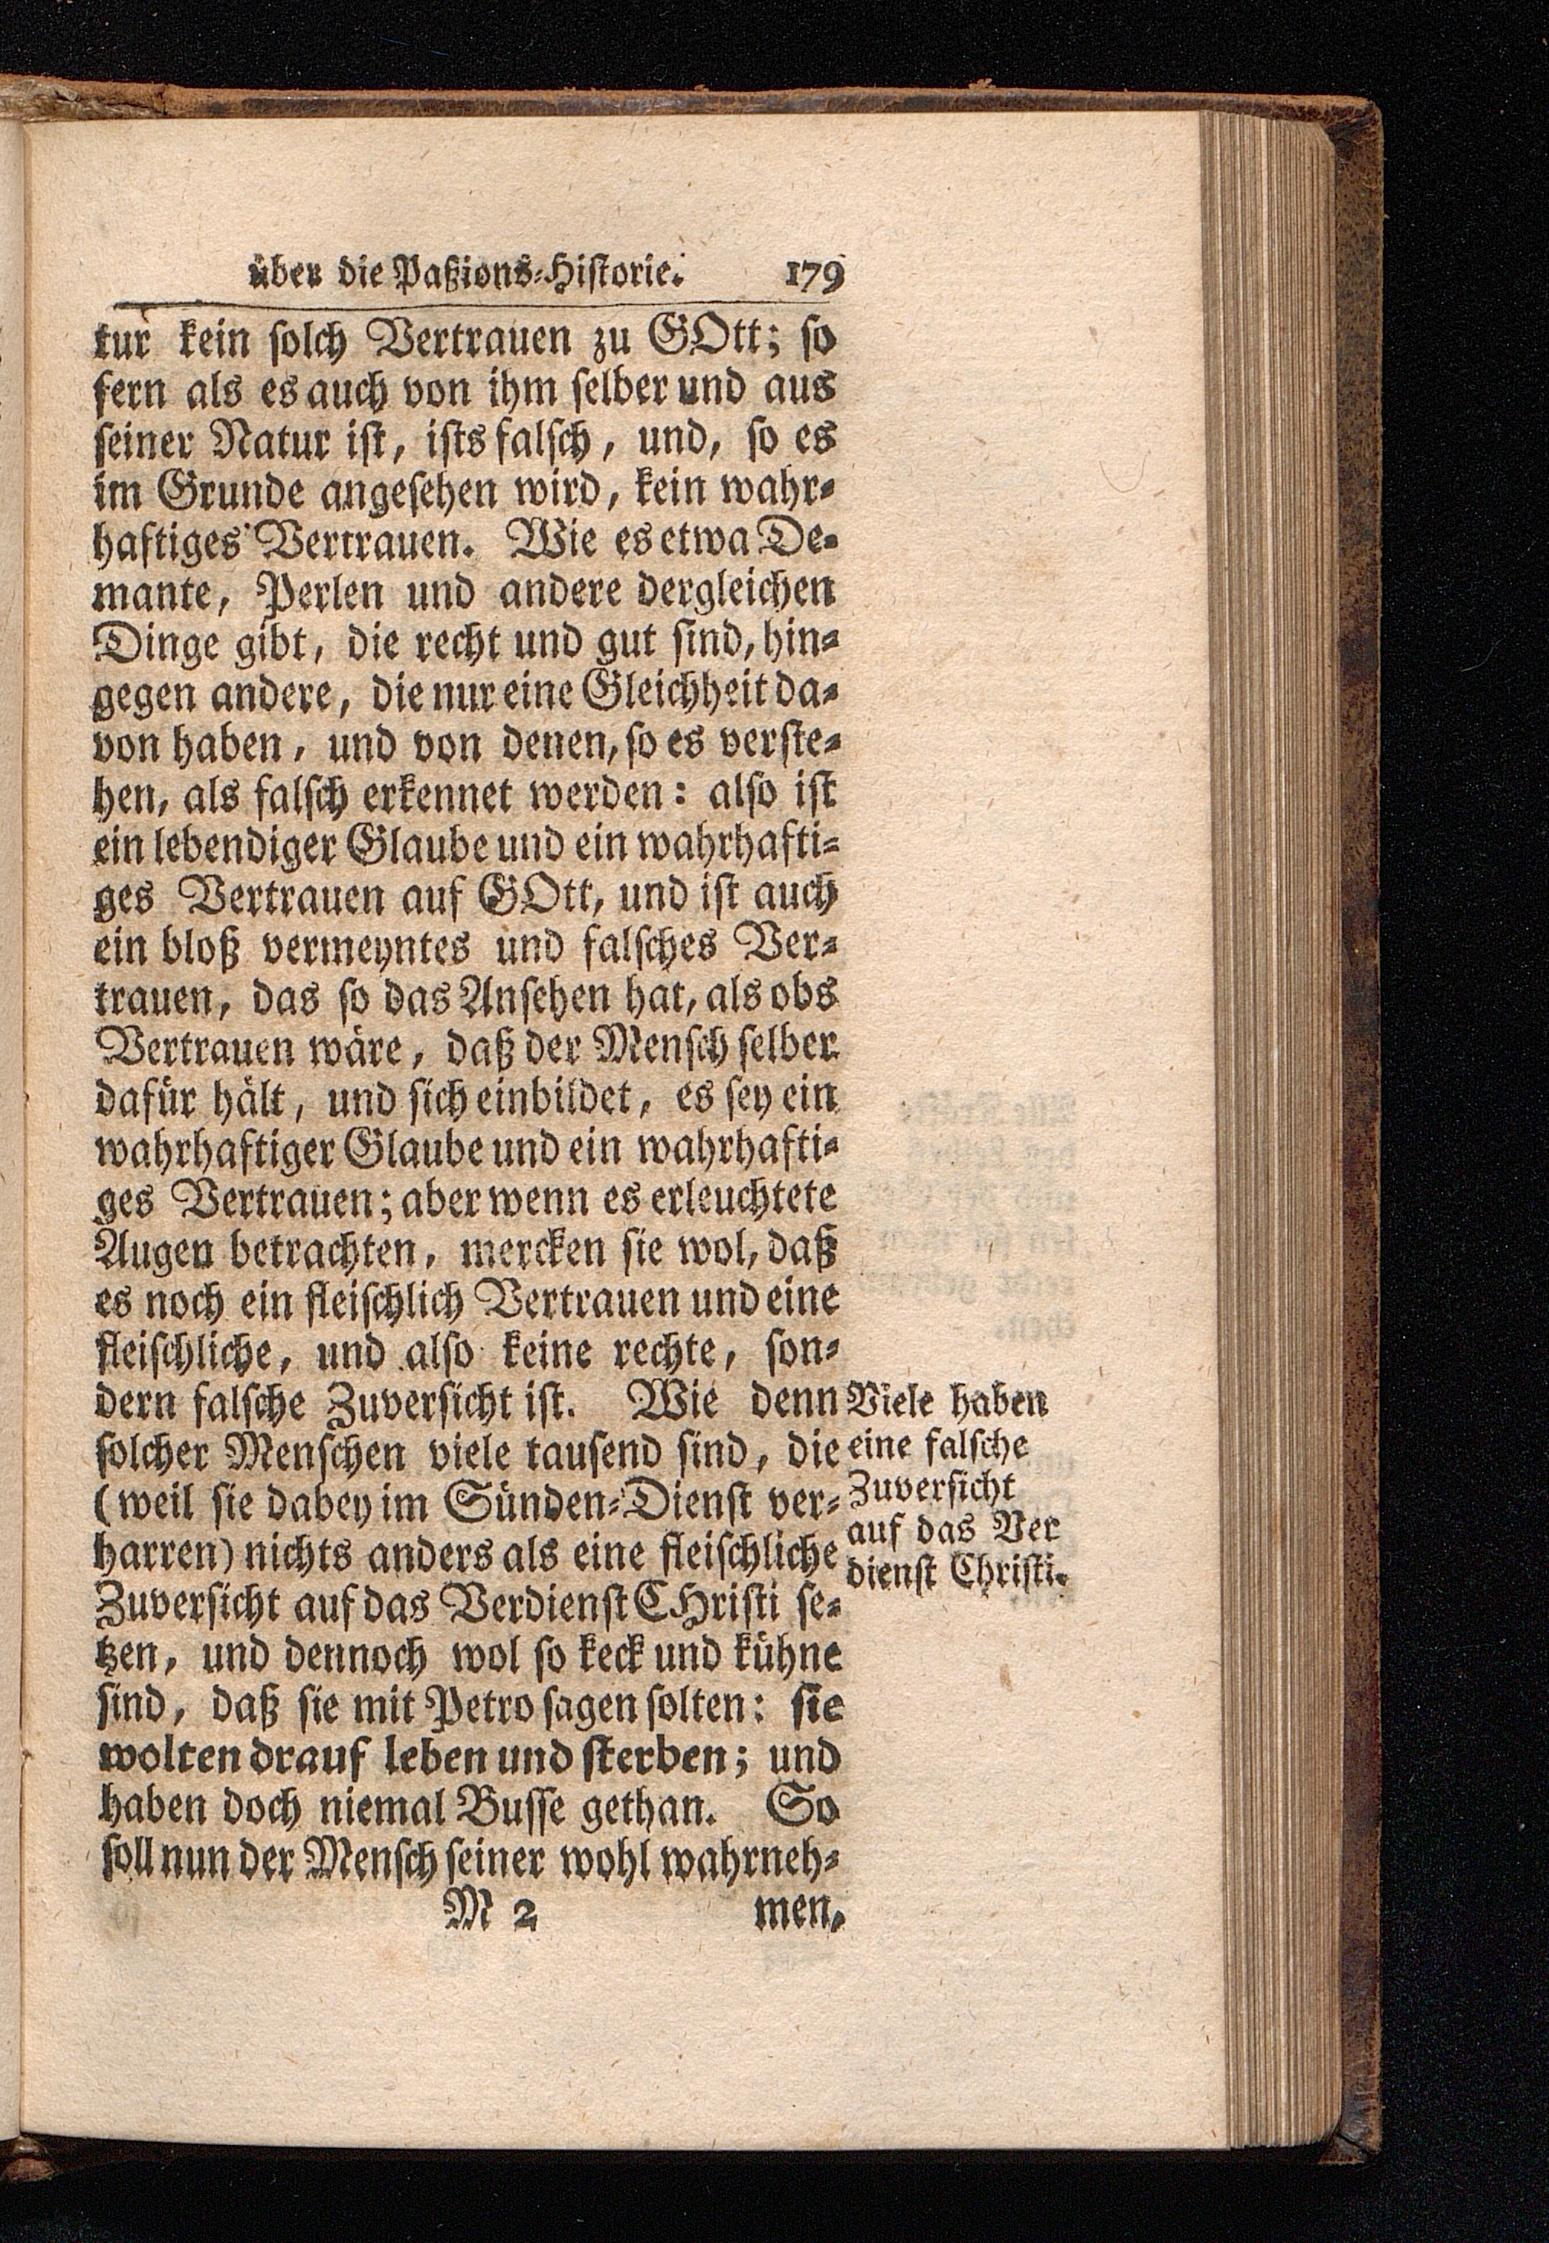 über die Paßions-Historie. 179
tur kein solch Vertrauen zu GOtt; so
fern als es auch von ihm selber und aus
seiner Natur ist, ists falsch, und, so es
im Grunde angesehen wird, kein wahr-
haftiges Vertrauen. Wie es etwa De-
mante, Perlen und andere dergleichen
Dinge gibt, die recht und gut sind, hin-
gegen andere, die nur eine Gleichheit da-
von haben, und von denen, so es verste-
hen, als falsch erkennet werden: also ist
ein lebendiger Glaube und ein wahrhafti-
ges Vertrauen auf GOtt, und ist auch
ein bloß vermeyntes und falsches Ver-
trauen, das so das Ansehen hat, als obs
Vertrauen wäre, daß der Mensch selber
dafür hält, und sich einbildet, es sey ein
wahrhaftiger Glaube und ein wahrhafti-
ges Vertrauen; aber wenn es erleuchtete
Augen betrachten, mercken sie wol, daß
es noch ein fleischlich Vertrauen und eine
fleischliche, und also keine rechte, son-
dern falsche Zuversicht ist. Wie denn
solcher Menschen viele tausend sind, die
(weil sie dabey im Sünden-Dienst ver-
harren) nichts anders als eine fleischliche
Zuversicht auf das Verdienst CHristi se-
tzen, und dennoch wol so keck und kühne
sind, daß sie mit Petro sagen solten: sie
wolten drauf leben und sterben; und
haben doch niemal Busse gethan. So
soll nun der Mensch seiner wohl wahrneh-
M 2 men,
Viele haben
eine falsche
Zuversicht
auf das Ver
dienst Christi.